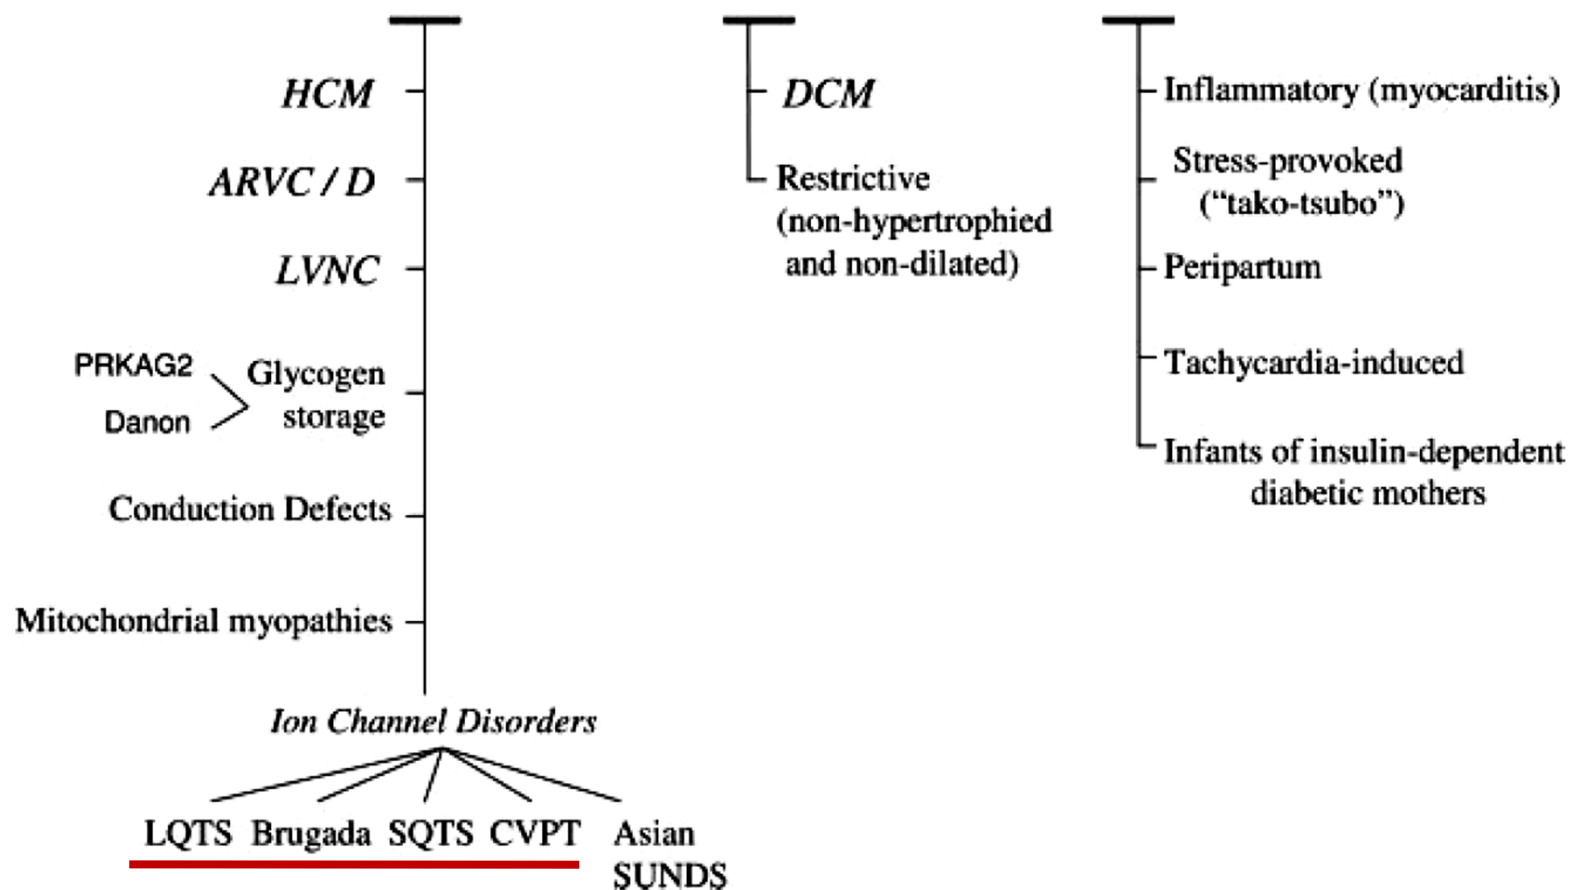 HCM
ARVC / D
LVNC
PRKAG2
Danon
Glycogen
storage
Conduction Defects
Mitochondrial myopathies
Ion Channel Disorders
LQTS Brugada SQTS CVPT Asian
SUNDS
DCM
Restrictive
(non-hypertrophied
and non-dilated)
Inflammatory (myocarditis)
Stress-provoked
(“tako-tsubo”)
Peripartum
Tachycardia-induced
Infants of insulin-dependent
diabetic mothers